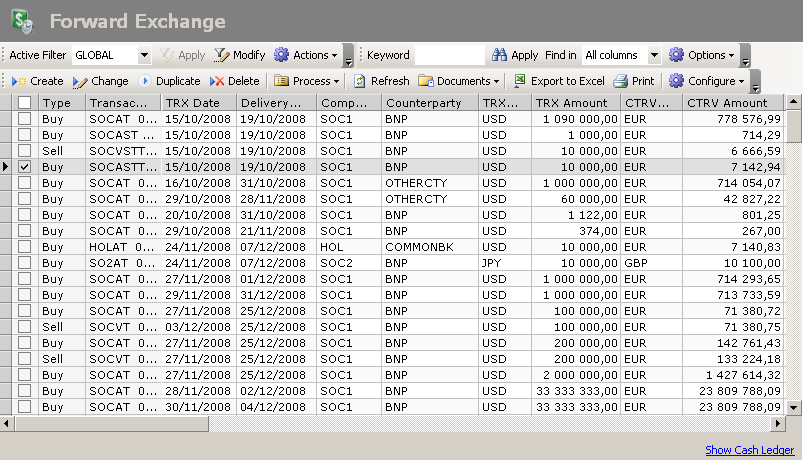 Forward Exchange
Active Filter GLOBAL Apply Modify Actions Keyword Apply Find in All columns Options
Create Change Duplicate Delete Process Refresh Documents Export to Excel Print Configure
Type Transac... TRX Date Delivery... Comp... Counterparty TRX... TRX Amount CTRV... CTRV Amount
Buy SOCAT 0... 15/10/2008 19/10/2008 SOC1 BNP USD 1 090 000,00 EUR 778 576,99
Buy SOCAST ... 15/10/2008 19/10/2008 SOC1 BNP USD 1 000,00 EUR 714,29
Sell SOCVSTT... 15/10/2008 19/10/2008 SOC1 BNP USD 10 000,00 EUR 6 666,59
Buy SOCASTT... 15/10/2008 19/10/2008 SOC1 BNP USD 10 000,00 EUR 7 142,94
Buy SOCAT 0... 16/10/2008 31/10/2008 SOC1 OTHERCTY USD 1 000 000,00 EUR 714 054,07
Buy SOCAT 0... 29/10/2008 28/11/2008 SOC1 OTHERCTY USD 60 000,00 EUR 42 827,22
Buy SOCAT 0... 20/10/2008 31/10/2008 SOC1 BNP USD 1 122,00 EUR 801,25
Buy SOCAT 0... 29/10/2008 21/11/2008 SOC1 BNP USD 374,00 EUR 267,00
Buy HOLAT 0... 24/11/2008 07/12/2008 HOL COMMONBK USD 10 000,00 EUR 7 140,83
Buy SO2AT 0... 24/11/2008 07/12/2008 SOC2 BNP JPY 10 000,00 GBP 10 100,00
Buy SOCAT 0... 27/11/2008 01/12/2008 SOC1 BNP USD 1 000 000,00 EUR 714 293,65
Buy SOCAT 0... 29/11/2008 31/12/2008 SOC1 BNP USD 1 000 000,00 EUR 713 733,59
Buy SOCAT 0... 27/11/2008 25/12/2008 SOC1 BNP USD 100 000,00 EUR 71 380,72
Sell SOCVT 0... 03/12/2008 25/12/2008 SOC1 BNP USD 100 000,00 EUR 71 380,75
Buy SOCAT 0... 27/11/2008 25/12/2008 SOC1 BNP USD 200 000,00 EUR 142 761,43
Sell SOCVT 0... 27/11/2008 25/12/2008 SOC1 BNP USD 200 000,00 EUR 133 224,18
Buy SOCAT 0... 27/11/2008 25/12/2008 SOC1 BNP USD 2 000 000,00 EUR 1 427 614,32
Buy SOCAT 0... 28/11/2008 02/12/2008 SOC1 BNP USD 33 333 333,00 EUR 23 809 788,09
Buy SOCAT 0... 30/11/2008 04/12/2008 SOC1 BNP USD 33 333 333,00 EUR 23 809 788,09
Show Cash Ledger